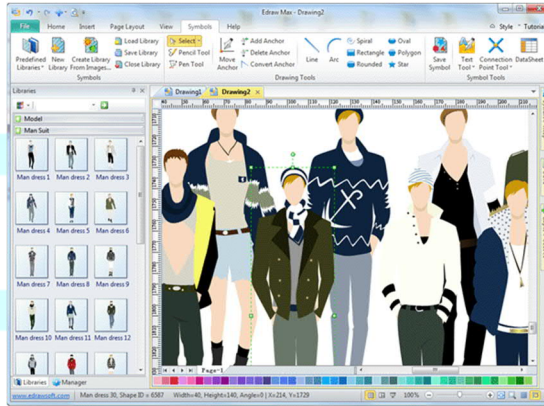 Edraw Max - Drawing2
File Home Insert Page Layout View Symbols Help Style Tutorial
Predefined Libraries New Library Create Library From Images...
Load Library
Save Library
Close Library
Symbols
Select
Pencil Tool
Pen Tool
Move Anchor
Add Anchor
Delete Anchor
Convert Anchor
Line Arc
Spiral Oval
Rectangle Polygon
Rounded Star
Drawing Tools
Save Symbol Text Tool Connection Point Tool DataSheet
Symbol Tools
Libraries
Drawing1 Drawing2
Model
Man Suit
Man dress 1 Man dress 2 Man dress 3
Man dress 4 Man dress 5 Man dress 6
Man dress 7 Man dress 8 Man dress 9
Man dress 10 Man dress 11 Man dress 12
Page-1
Libraries Manager
www.edrawsoft.com Man dress 30, Shape ID = 6587 Width=40, Height=140, Angle=0 | X=214, Y=1729 100%